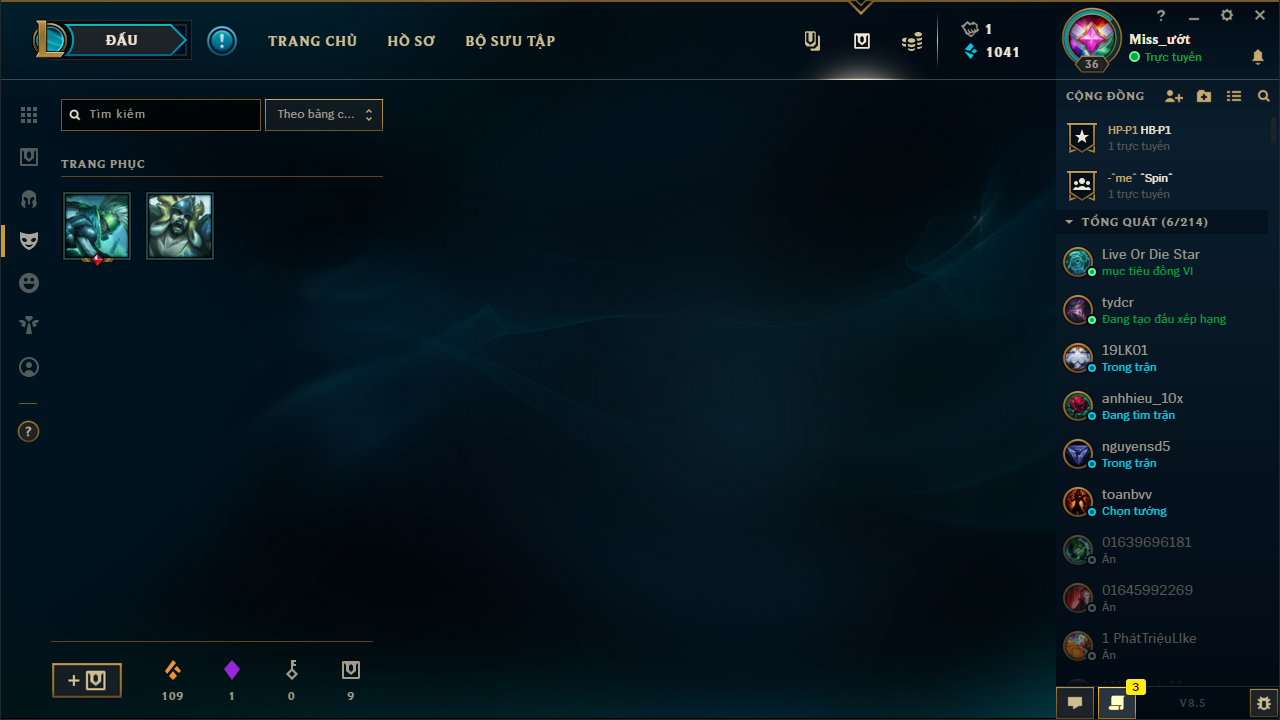 ĐẤU
TRANG CHỦ
HỒ SƠ
BỘ SƯU TẬP
1
1041
36
Miss_ướt
Trực tuyến
Tìm kiếm
Theo bảng c...
TRANG PHỤC
109
1
0
9
CỘNG ĐỒNG
HP-P1 HB-P1
1 trực tuyến
-ˆmeˆ ˆSpinˆ
1 trực tuyến
TỔNG QUÁT (6/214)
Live Or Die Star
mục tiêu đồng VI
tydcr
Đang tạo đấu xếp hạng
19LK01
Trong trận
anhhieu_10x
Đang tìm trận
nguyensd5
Trong trận
toanbvv
Chọn tướng
01639696181
Ẩn
01645992269
Ẩn
1 PhátTriệuLIke
Ẩn
3
V8.5